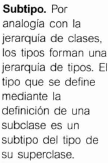 Subtipo. Por
analogía con la
jerarquía de clases,
los tipos forman una
jerarquía de tipos. El
tipo que se define
mediante la
definición de una
subclase es un
subtipo del tipo de
su superclase.